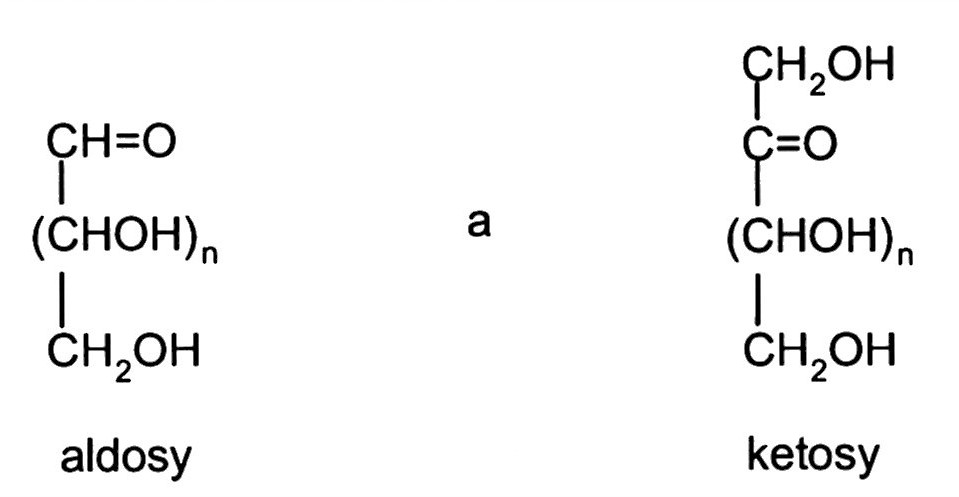 CH=O
(CHOH)n
CH2OH
aldosy
a
CH2OH
C=O
(CHOH)n
CH2OH
ketosy